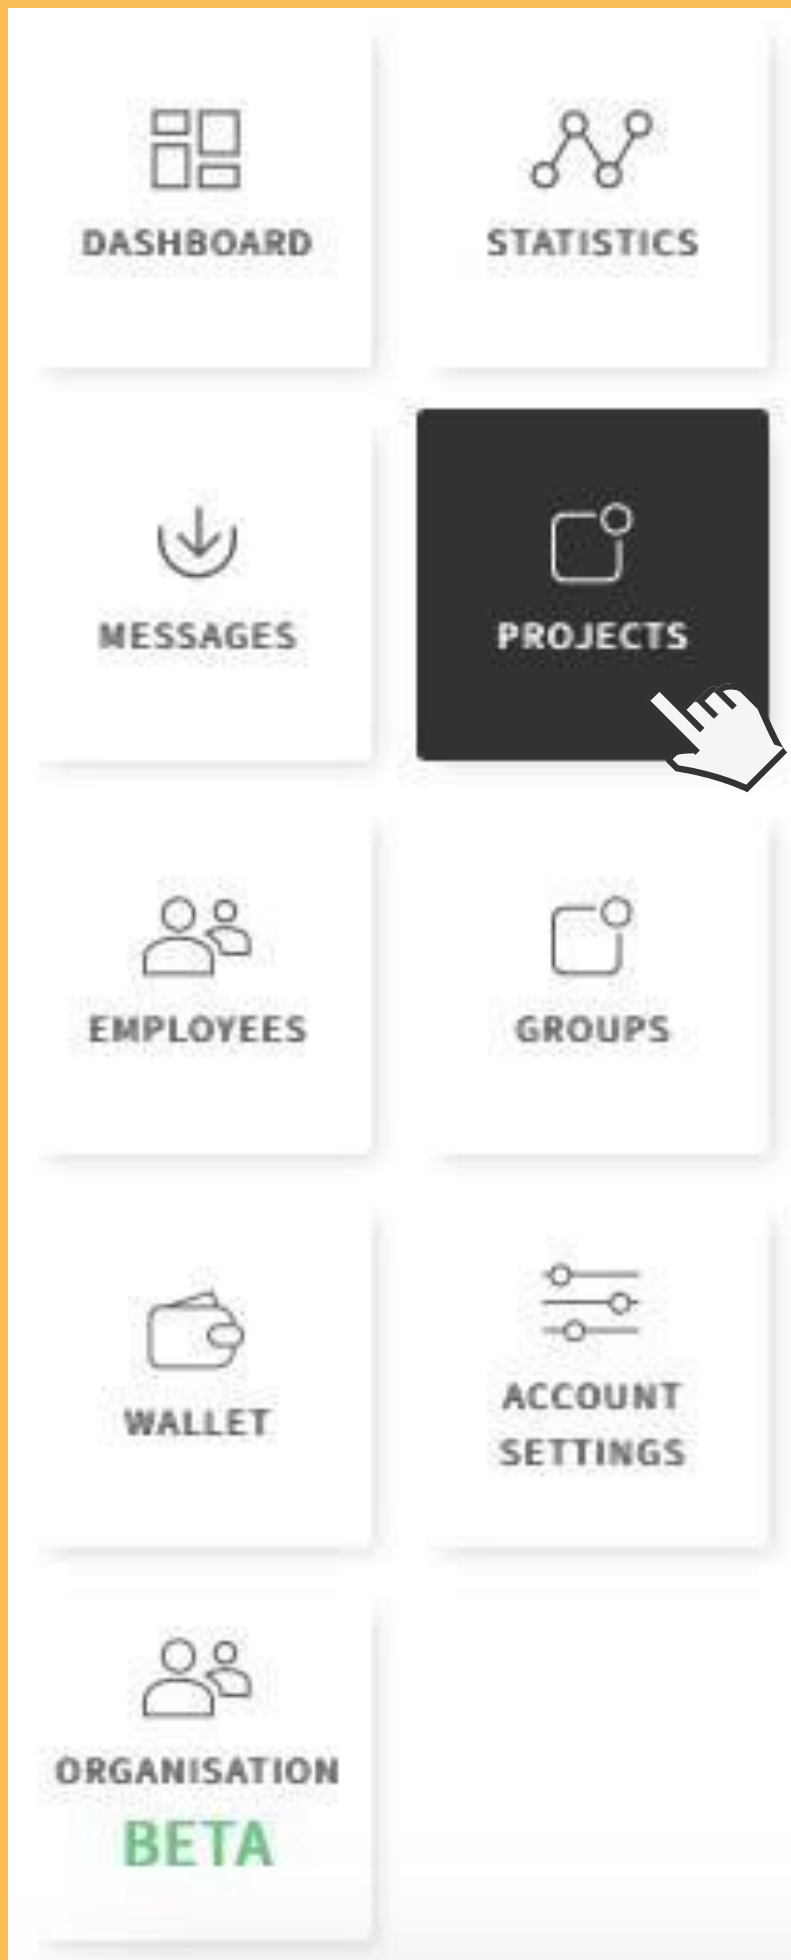 DASHBOARD
STATISTICS
MESSAGES
PROJECTS
EMPLOYEES
GROUPS
WALLET
ACCOUNT
SETTINGS
ORGANISATION
BETA